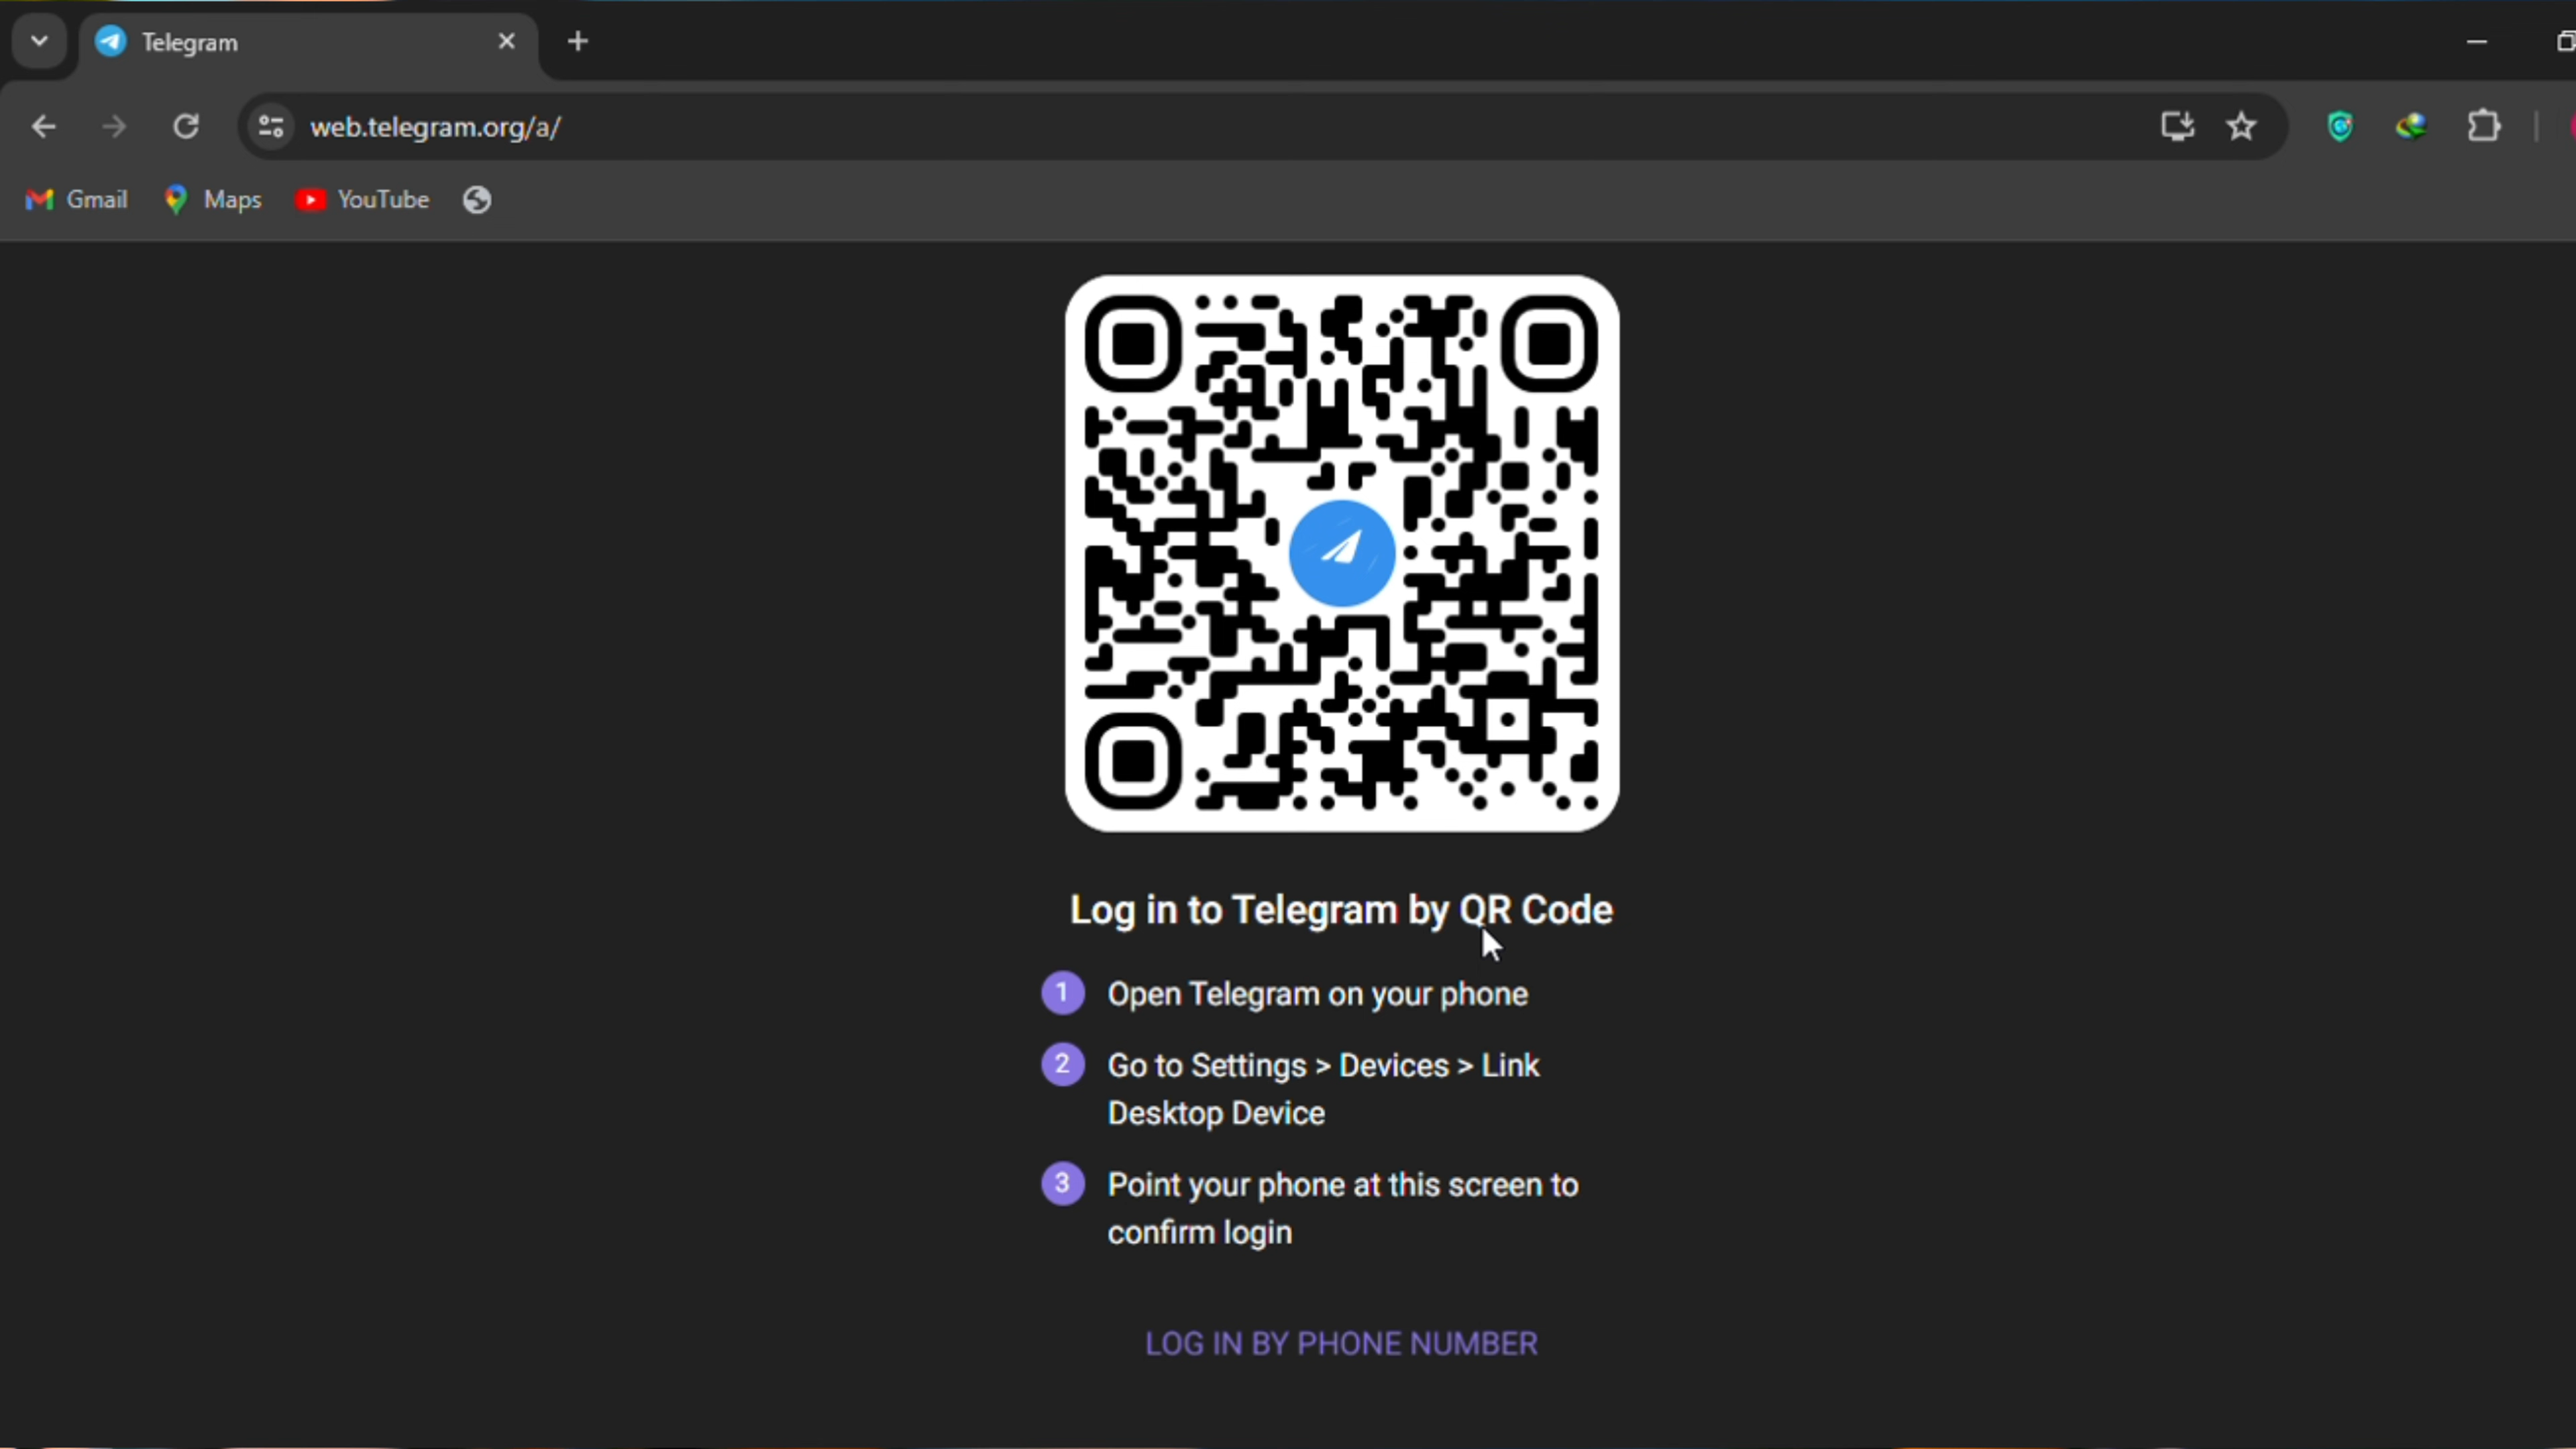 Telegram
web.telegram.org/a/
Gmail Maps YouTube
Log in to Telegram by QR Code
1 Open Telegram on your phone
2 Go to Settings > Devices > Link
Desktop Device
3 Point your phone at this screen to
confirm login
LOG IN BY PHONE NUMBER